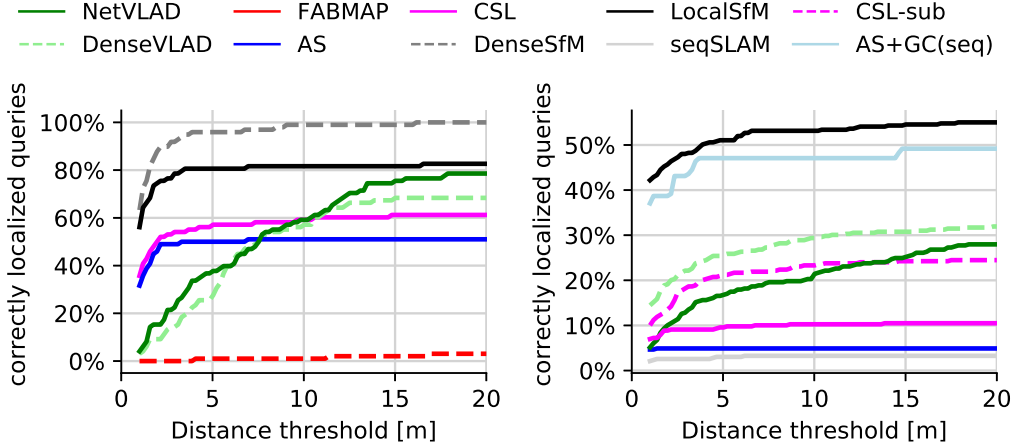 NetVLAD FABMAP CSL LocalSfM CSL-sub
DenseVLAD AS DenseSfM seqSLAM AS+GC(seq)
correctly localized queries
100%
80%
60%
40%
20%
0%
0 5 10 15 20
Distance threshold [m]
correctly localized queries
50%
40%
30%
20%
10%
0%
0 5 10 15 20
Distance threshold [m]